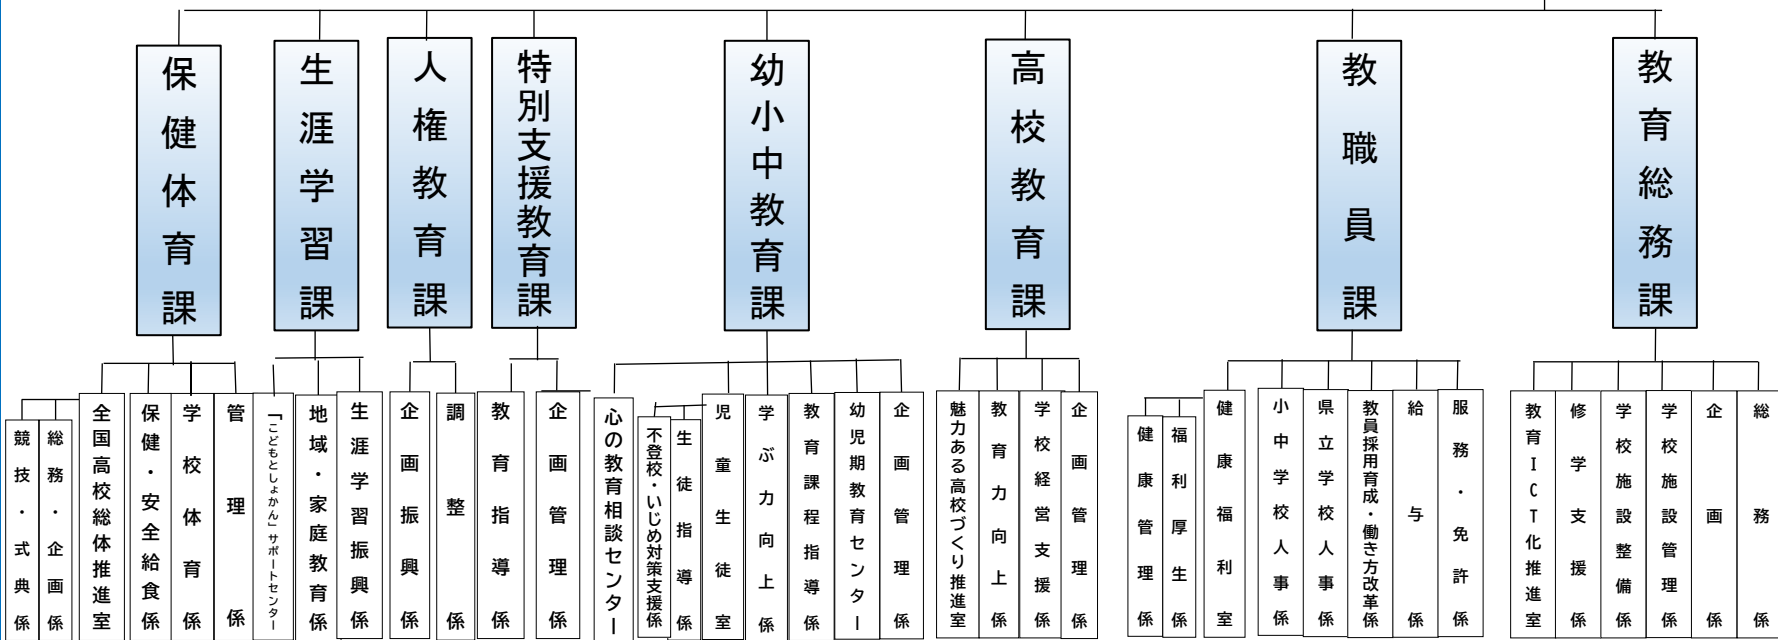 保健体育課
生涯学習課
人権教育課
特別支援教育課
幼小中教育課
高校教育課
教職員課
教育総務課
競技・式典係
総務・企画係
全国高校総体推進室
保健・安全給食係
学校体育係
管理係
「こどもとしょかん」サポートセンター
地域・家庭教育係
生涯学習振興係
企画振興係
調整係
教育指導係
企画管理係
心の教育相談センター
不登校・いじめ対策支援係
生徒指導係
児童生徒室
学ぶ力向上係
教育課程指導係
幼児期教育センター
企画管理係
魅力ある高校づくり推進室
教育力向上係
学校経営支援係
企画管理係
健康管理係
福利厚生係
健康福利室
小中学校人事係
県立学校人事係
教員採用育成・働き方改革係
給与係
服務・免許係
教育ICT化推進室
修学支援係
学校施設整備係
学校施設管理係
企画係
総務係